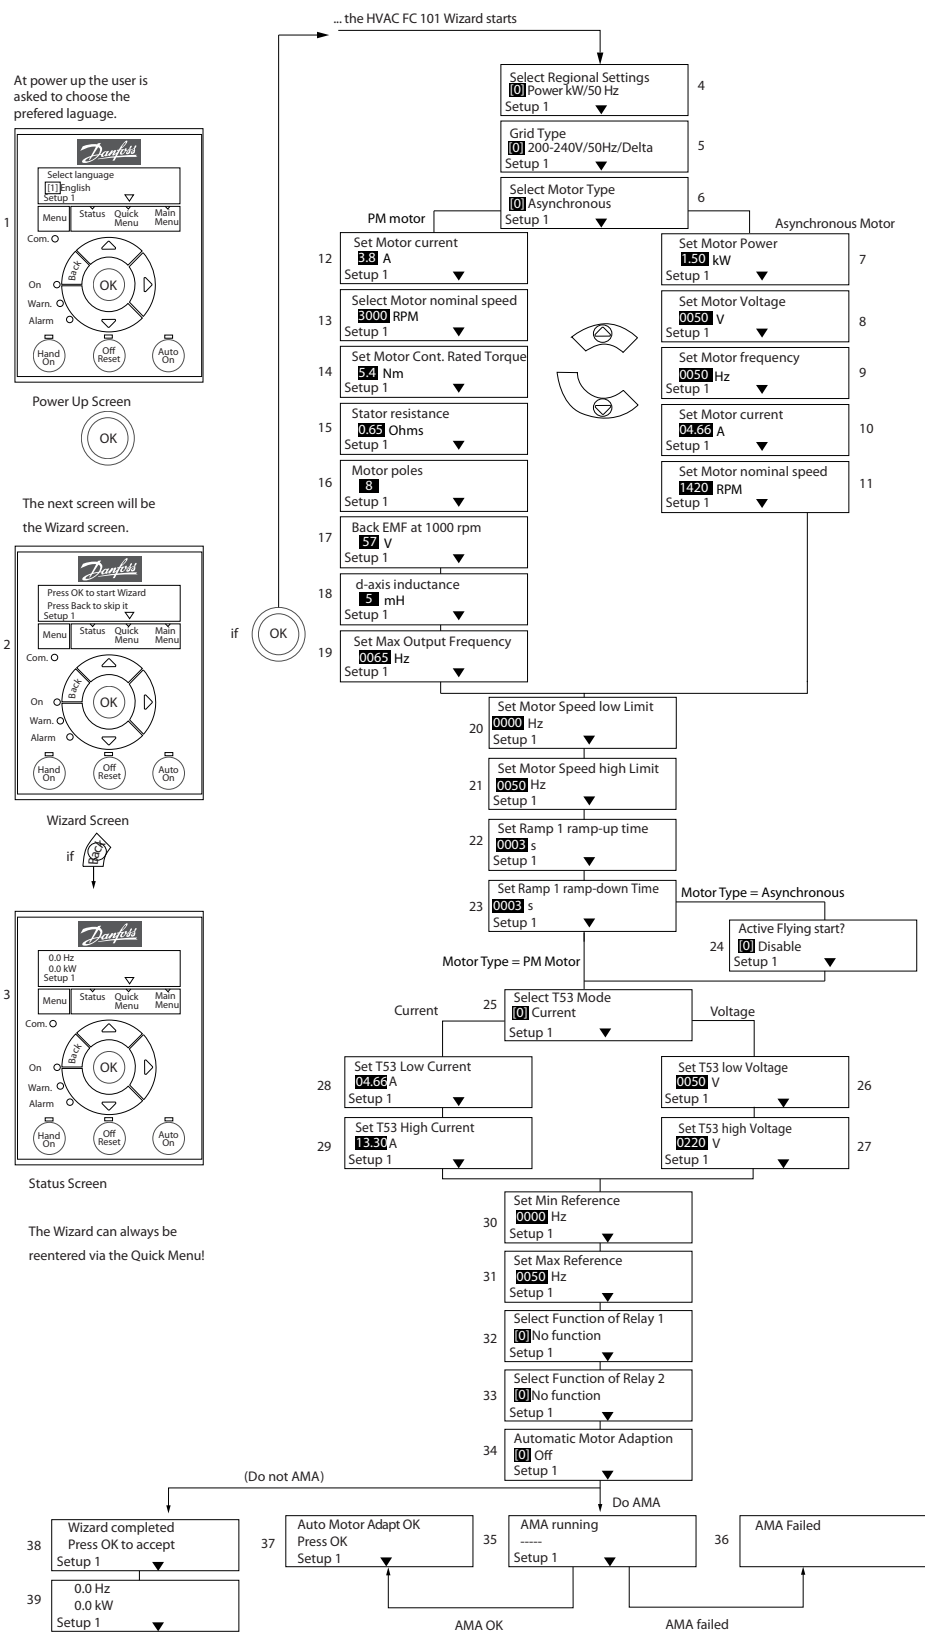 ... the HVAC FC 101 Wizard starts
At power up the user is
asked to choose the
prefered laguage.
1
Danfoss
Select language
[1] English
Setup 1
Menu
Status
Quick
Menu
Main
Menu
Com.
On
Warn.
Alarm
Back
OK
Hand
On
Off
Reset
Auto
On
Power Up Screen
OK
The next screen will be
the Wizard screen.
2
Danfoss
Press OK to start Wizard
Press Back to skip it
Setup 1
Menu
Status
Quick
Menu
Main
Menu
Com.
On
Warn.
Alarm
Back
OK
Hand
On
Off
Reset
Auto
On
Wizard Screen
if
Back
3
Danfoss
0.0 Hz
0.0 kW
Setup 1
Menu
Status
Quick
Menu
Main
Menu
Com.
On
Warn.
Alarm
Back
OK
Hand
On
Off
Reset
Auto
On
Status Screen
The Wizard can always be
reentered via the Quick Menu!
if
OK
Select Regional Settings
[0] Power kW/50 Hz
Setup 1
4
Grid Type
[0] 200-240V/50Hz/Delta
Setup 1
5
Select Motor Type
[0] Asynchronous
Setup 1
6
PM motor
Asynchronous Motor
12
Set Motor current
3.8 A
Setup 1
13
Select Motor nominal speed
3000 RPM
Setup 1
14
Set Motor Cont. Rated Torque
5.4 Nm
Setup 1
15
Stator resistance
0.65 Ohms
Setup 1
16
Motor poles
8
Setup 1
17
Back EMF at 1000 rpm
57 V
Setup 1
18
d-axis inductance
5 mH
Setup 1
19
Set Max Output Frequency
0065 Hz
Setup 1
Set Motor Power
1.50 kW
Setup 1
7
Set Motor Voltage
0050 V
Setup 1
8
Set Motor frequency
0050 Hz
Setup 1
9
Set Motor current
04.66 A
Setup 1
10
Set Motor nominal speed
1420 RPM
Setup 1
11
20
Set Motor Speed low Limit
0000 Hz
Setup 1
21
Set Motor Speed high Limit
0050 Hz
Setup 1
22
Set Ramp 1 ramp-up time
0003 s
Setup 1
23
Set Ramp 1 ramp-down Time
0003 s
Setup 1
Motor Type = Asynchronous
24
Active Flying start?
[0] Disable
Setup 1
Motor Type = PM Motor
25
Select T53 Mode
[0] Current
Setup 1
Current
Voltage
28
Set T53 Low Current
04.66 A
Setup 1
29
Set T53 High Current
13.30 A
Setup 1
Set T53 low Voltage
0050 V
Setup 1
26
Set T53 high Voltage
0220 V
Setup 1
27
30
Set Min Reference
0000 Hz
Setup 1
31
Set Max Reference
0050 Hz
Setup 1
32
Select Function of Relay 1
[0] No function
Setup 1
33
Select Function of Relay 2
[0] No function
Setup 1
34
Automatic Motor Adaption
[0] Off
Setup 1
(Do not AMA)
Do AMA
38
Wizard completed
Press OK to accept
Setup 1
39
0.0 Hz
0.0 kW
Setup 1
37
Auto Motor Adapt OK
Press OK
Setup 1
35
AMA running
-----
Setup 1
36
AMA Failed
AMA OK
AMA failed